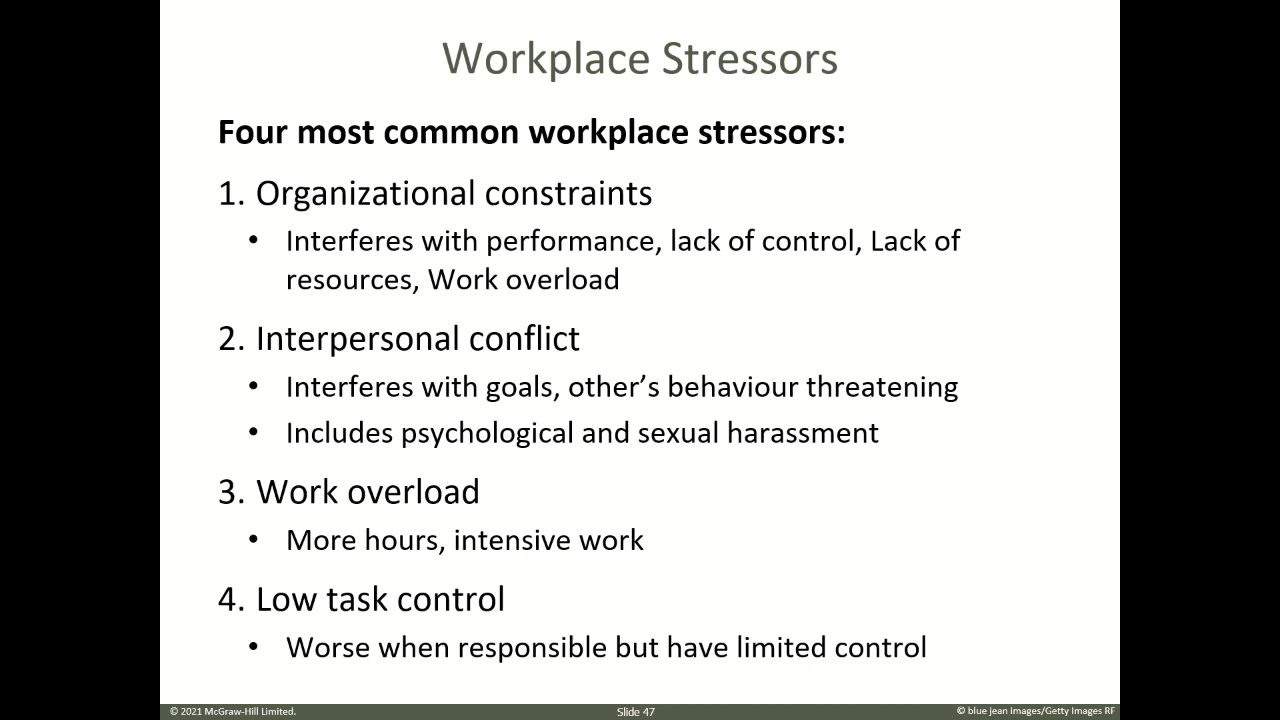 Workplace Stressors
Four most common workplace stressors:
1. Organizational constraints
• Interferes with performance, lack of control, Lack of
resources, Work overload
2. Interpersonal conflict
• Interferes with goals, other’s behaviour threatening
• Includes psychological and sexual harassment
3. Work overload
• More hours, intensive work
4. Low task control
• Worse when responsible but have limited control
© 2021 McGraw-Hill Limited.
Slide 47
© blue jean images/Getty Images RF